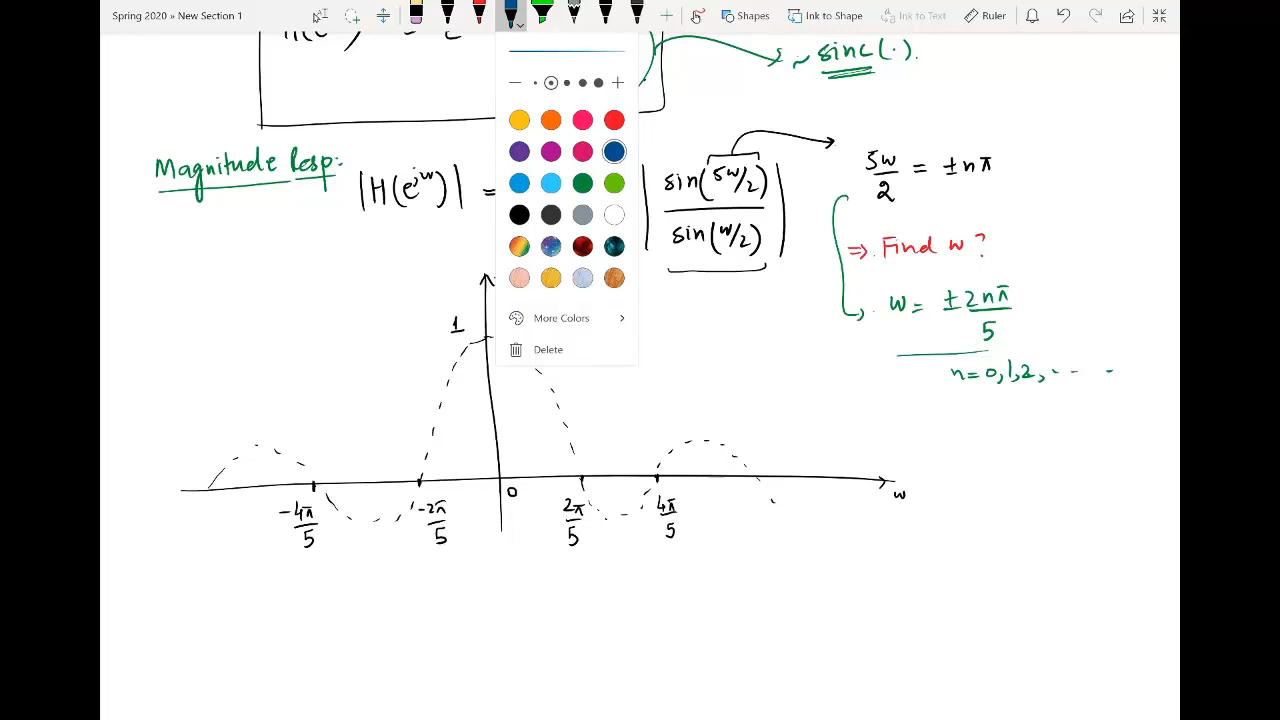 Spring 2020 » New Section 1
Shapes
Ink to Shape
Ink to Text
Ruler
~ sinc(·).
Magnitude Resp:
|H(e^jw)| =
| sin(5w/2) / sin(w/2) |
5w/2 = ±nπ
⇒ Find w?
w = ±2nπ/5
n=0,1,2, ....
More Colors
Delete
1
0
w
-4π/5
-2π/5
2π/5
4π/5